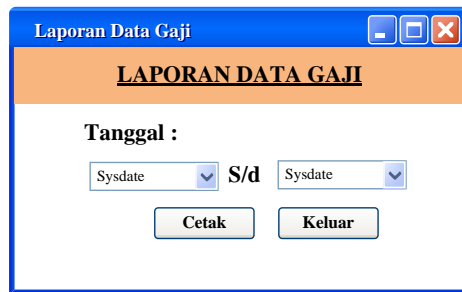 Laporan Data Gaji
LAPORAN DATA GAJI
Tanggal :
Sysdate S/d Sysdate
Cetak Keluar